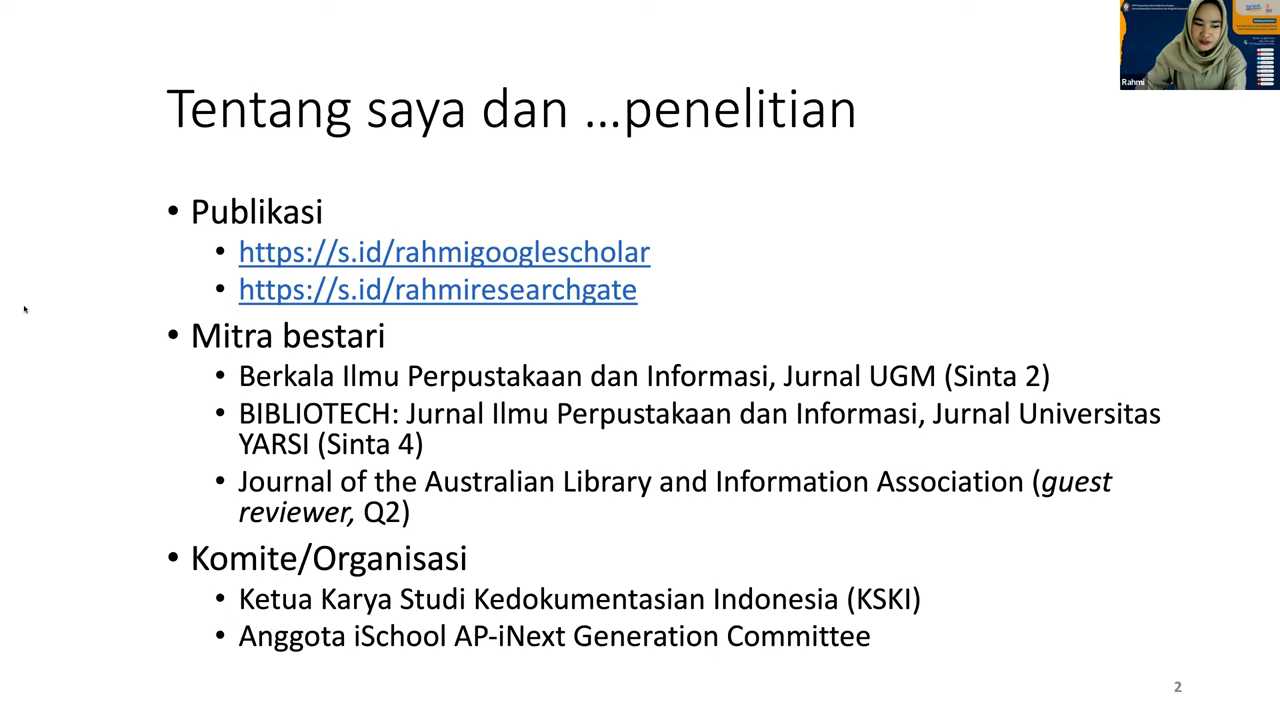 Tentang saya dan ...penelitian
• Publikasi
• https://s.id/rahmigooglescholar
• https://s.id/rahmiresearchgate
• Mitra bestari
• Berkala Ilmu Perpustakaan dan Informasi, Jurnal UGM (Sinta 2)
• BIBLIOTECH: Jurnal Ilmu Perpustakaan dan Informasi, Jurnal Universitas
YARSI (Sinta 4)
• Journal of the Australian Library and Information Association (guest
reviewer, Q2)
• Komite/Organisasi
• Ketua Karya Studi Kedokumentasian Indonesia (KSKI)
• Anggota iSchool AP-iNext Generation Committee
2
Rahmi